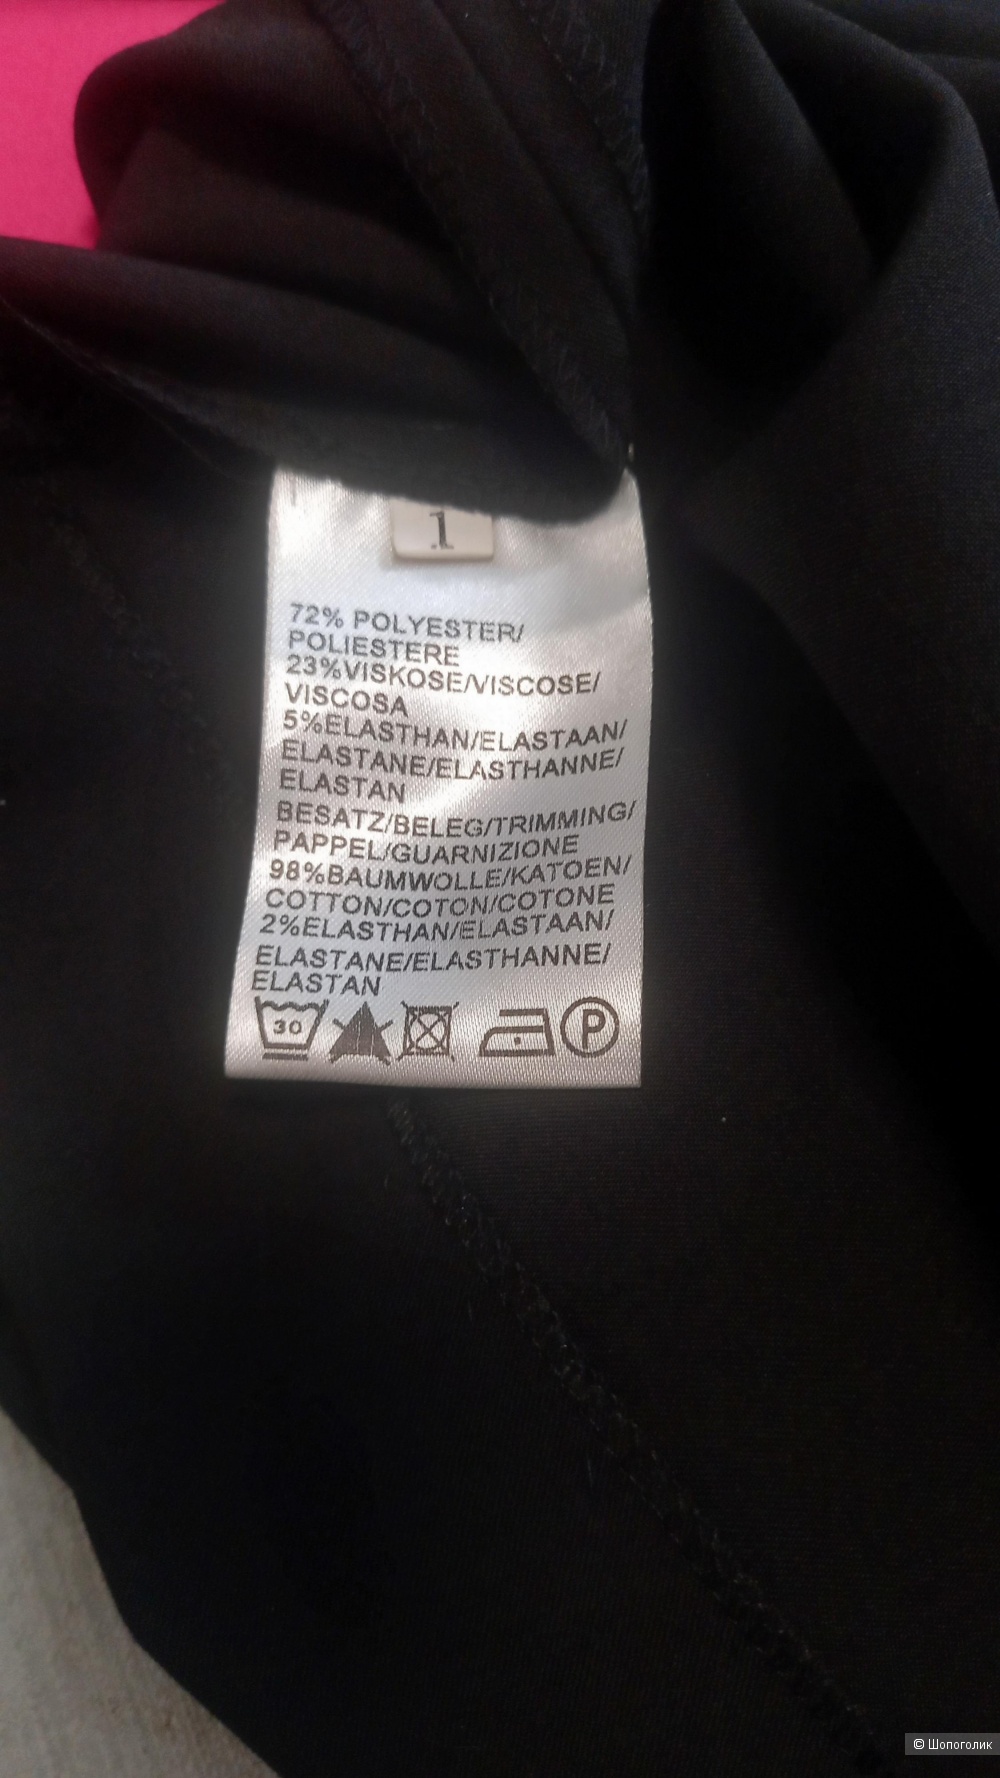 1
72% POLYESTER/
POLIESTERE
23%VISKOSE/VISCOSE/
VISCOSA
5%ELASTHAN/ELASTAAN/
ELASTANE/ELASTHANNE/
ELASTAN
BESATZ/BELEG/TRIMMING/
PAPPEL/GUARNIZIONE
98%BAUMWOLLE/KATOEN/
COTTON/COTON/COTONE
2%ELASTHAN/ELASTAAN/
ELASTANE/ELASTHANNE/
ELASTAN
30 P
© Шопоголик